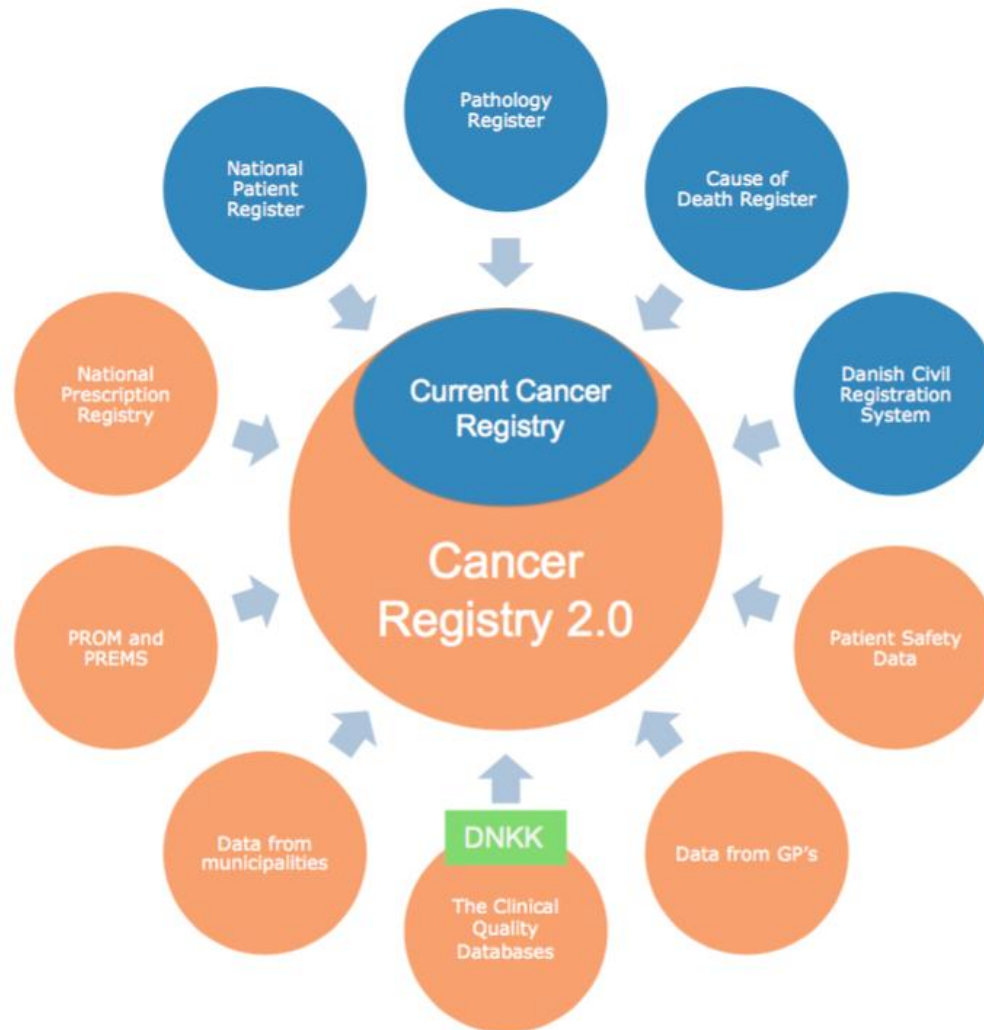 Pathology
Register
National
Patient
Register
Cause of
Death Register
National
Prescription
Registry
Current Cancer
Registry
Danish Civil
Registration
System
Cancer
Registry 2.0
PROM and
PREMS
Patient Safety
Data
Data from
municipalities
DNKK
The Clinical
Quality
Databases
Data from GP's